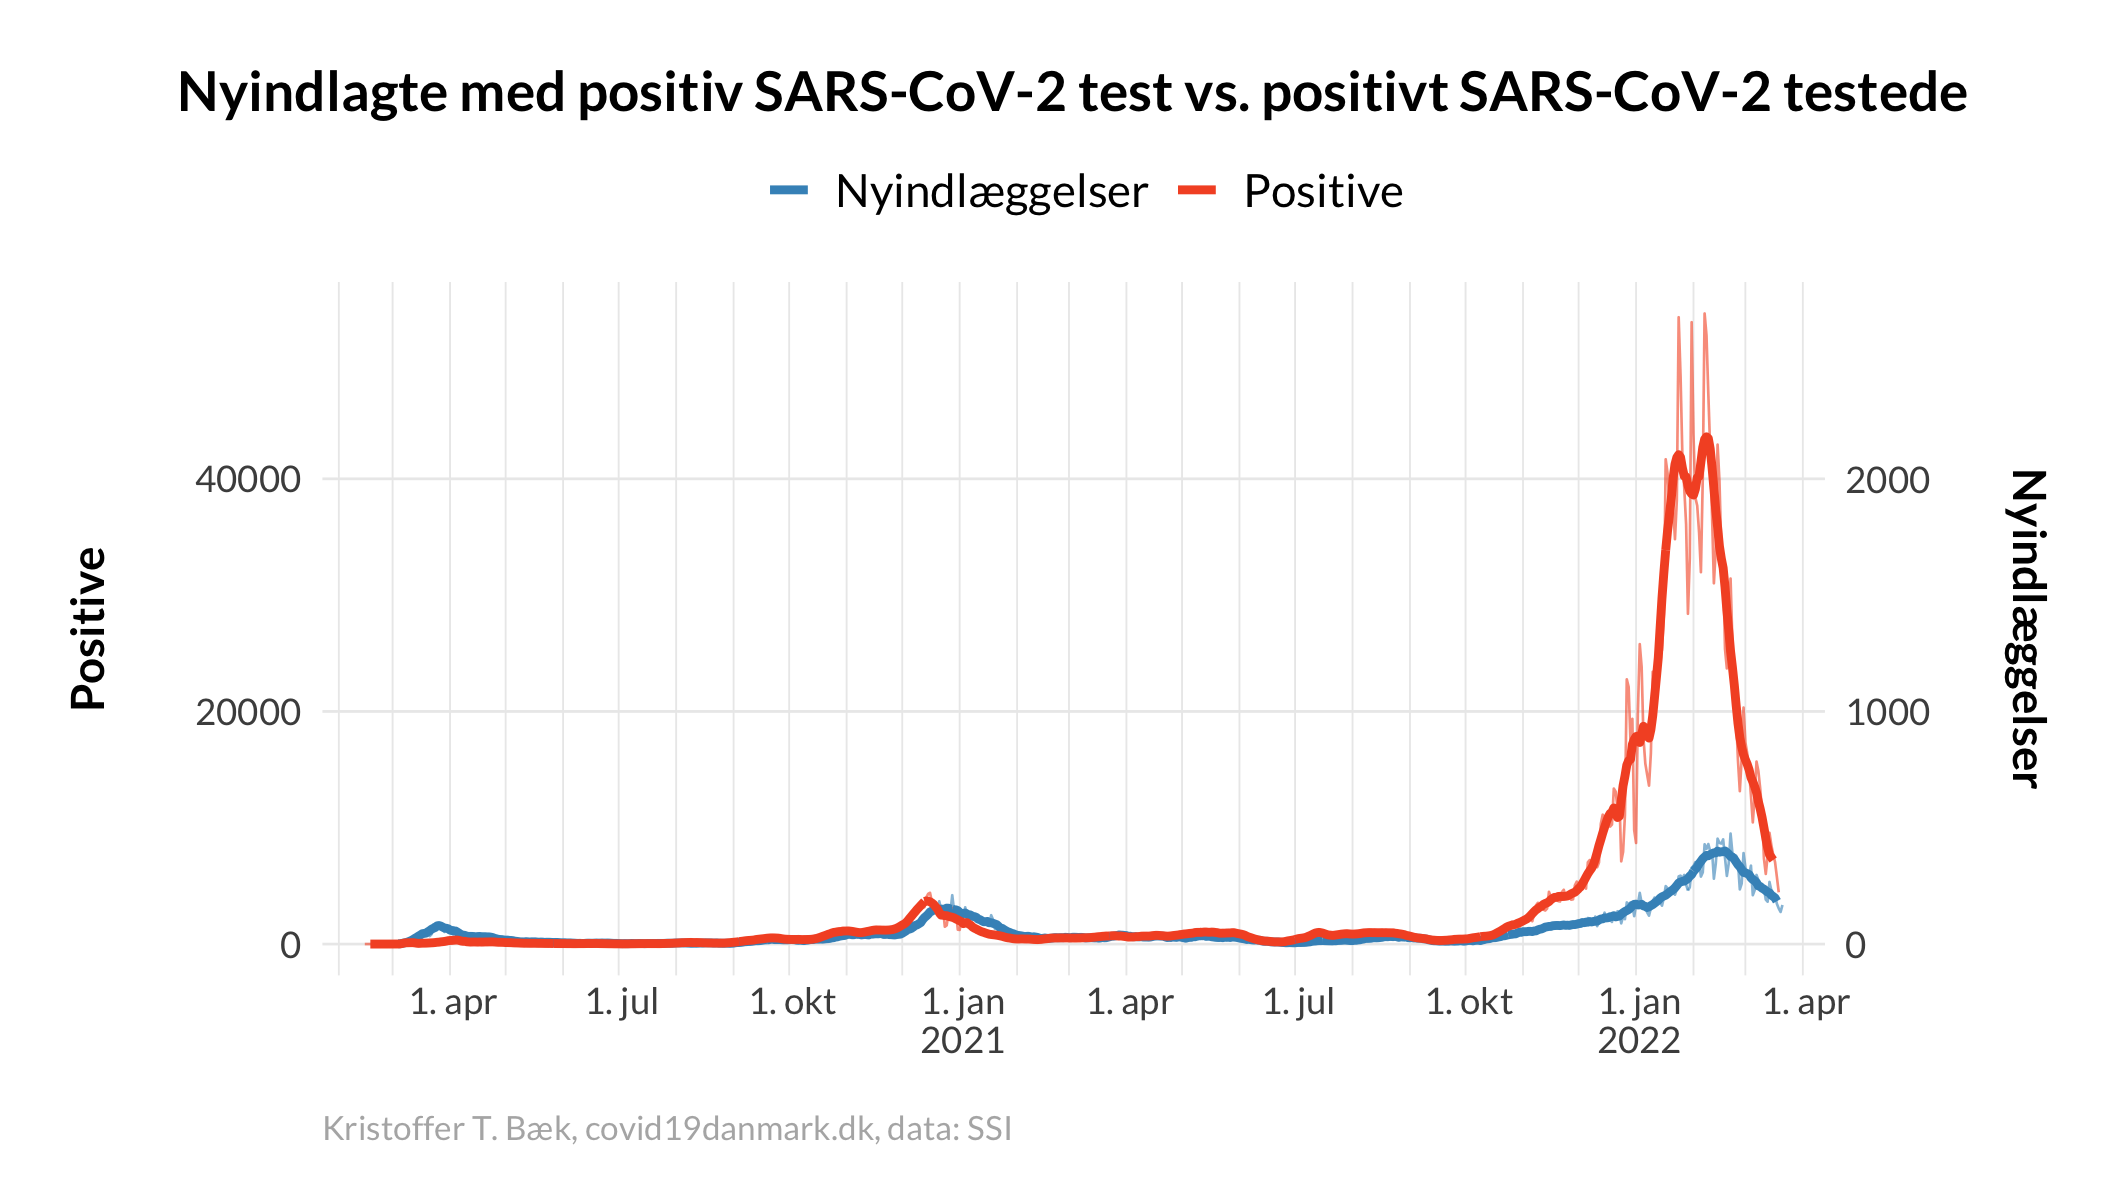 Nyindlagte med positiv SARS-CoV-2 test vs. positivt SARS-CoV-2 testede
Nyindlæggelser Positive
Positive
40000
20000
0
2000
1000
0
Nyindlæggelser
1. apr 1. jul 1. okt 1. jan 1. apr 1. jul 1. okt 1. jan 1. apr
2021 2022
Kristoffer T. Bæk, covid19danmark.dk, data: SSI